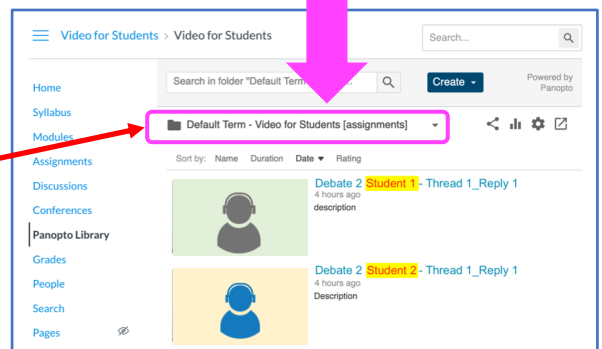 Video for Students > Video for Students
Search...
Home
Search in folder "Default Term
Create
Powered by
Panopto
Syllabus
Default Term - Video for Students [assignments]
Modules
Assignments
Sort by: Name Duration Date ▼ Rating
Discussions
Debate 2 Student 1 - Thread 1_Reply 1
4 hours ago
description
Conferences
Panopto Library
Grades
People
Debate 2 Student 2 - Thread 1_Reply 1
4 hours ago
Description
Search
Pages